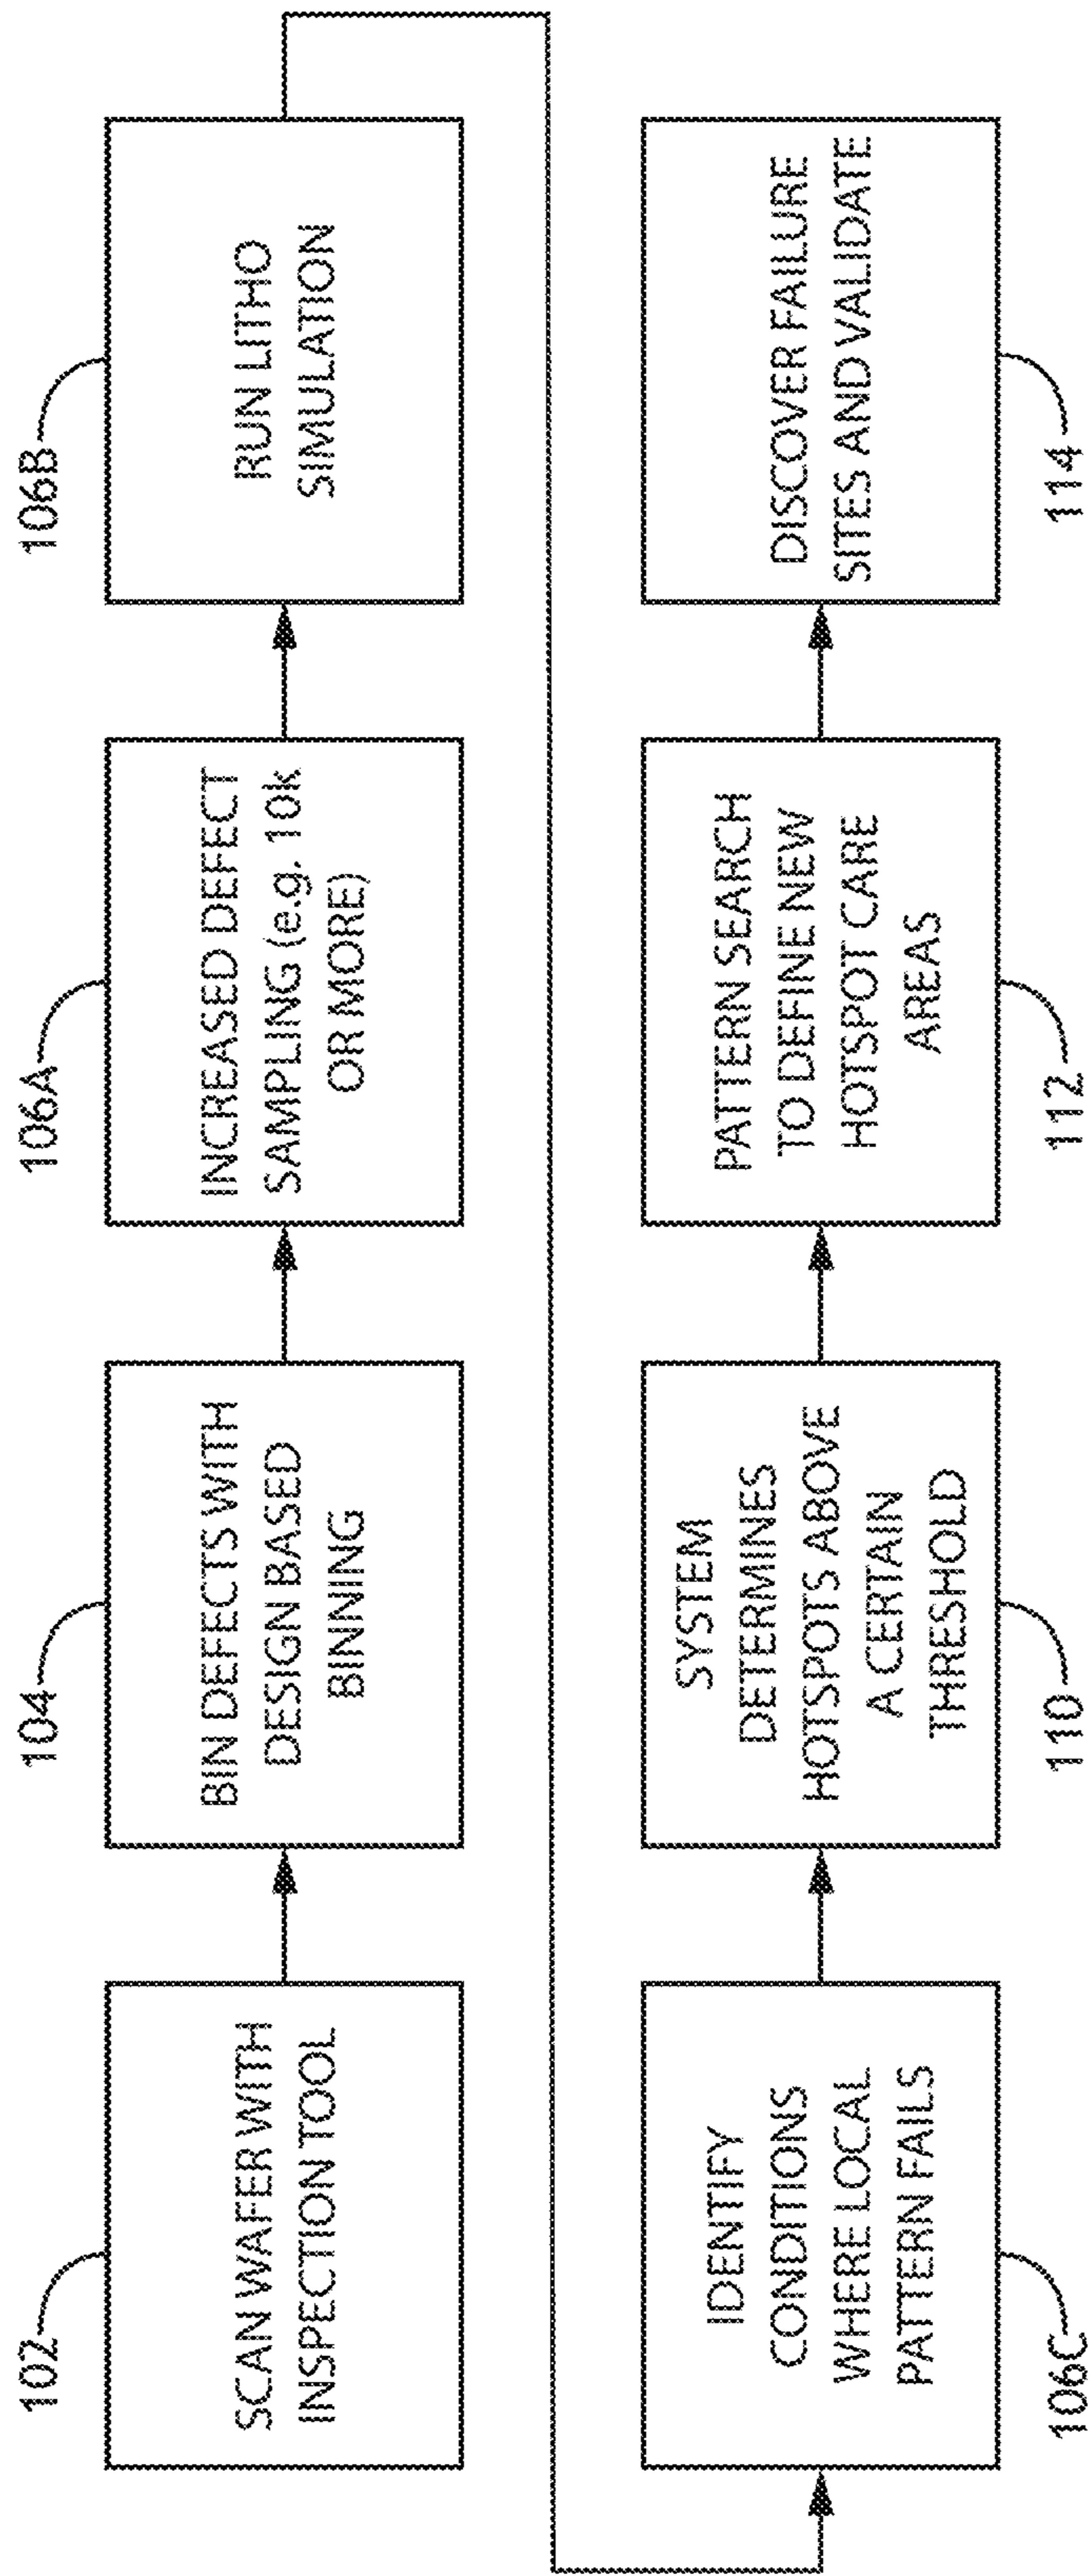 102
SCAN WAFER WITH
INSPECTION TOOL
104
BIN DEFECTS WITH
DESIGN BASED
BINNING
106A
INCREASED DEFECT
SAMPLING (e.g. 10k
OR MORE)
106B
RUN LITHO
SIMULATION
IDENTIFY
CONDITIONS
WHERE LOCAL
PATTERN FAILS
106C
SYSTEM
DETERMINES
HOTSPOTS ABOVE
A CERTAIN
THRESHOLD
110
PATTERN SEARCH
TO DEFINE NEW
HOTSPOT CARE
AREAS
112
DISCOVER FAILURE
SITES AND VALIDATE
114